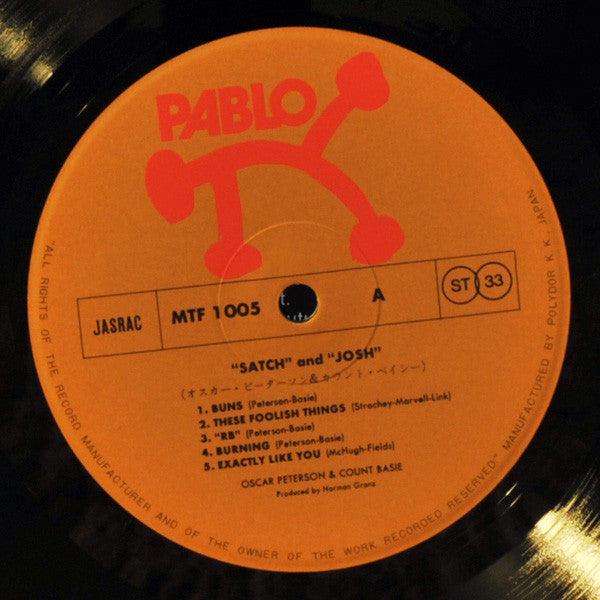 PABLO
JASRAC
MTF 1005
A
ST 33
"SATCH" and "JOSH"
(オスカー・ピーターソン&カウント・ベイシー)
1. BUNS (Peterson-Basie)
2. THESE FOOLISH THINGS (Strachey-Marvell-Link)
3. "RB" (Peterson-Basie)
4. BURNING (Peterson-Basie)
5. EXACTLY LIKE YOU (McHugh-Fields)
OSCAR PETERSON & COUNT BASIE
Produced by Norman Granz
"ALL RIGHTS OF THE RECORD MANUFACTURER AND OF THE OWNER OF THE WORK RECORDED RESERVED" MANUFACTURED BY POLYDOR K.K., JAPAN